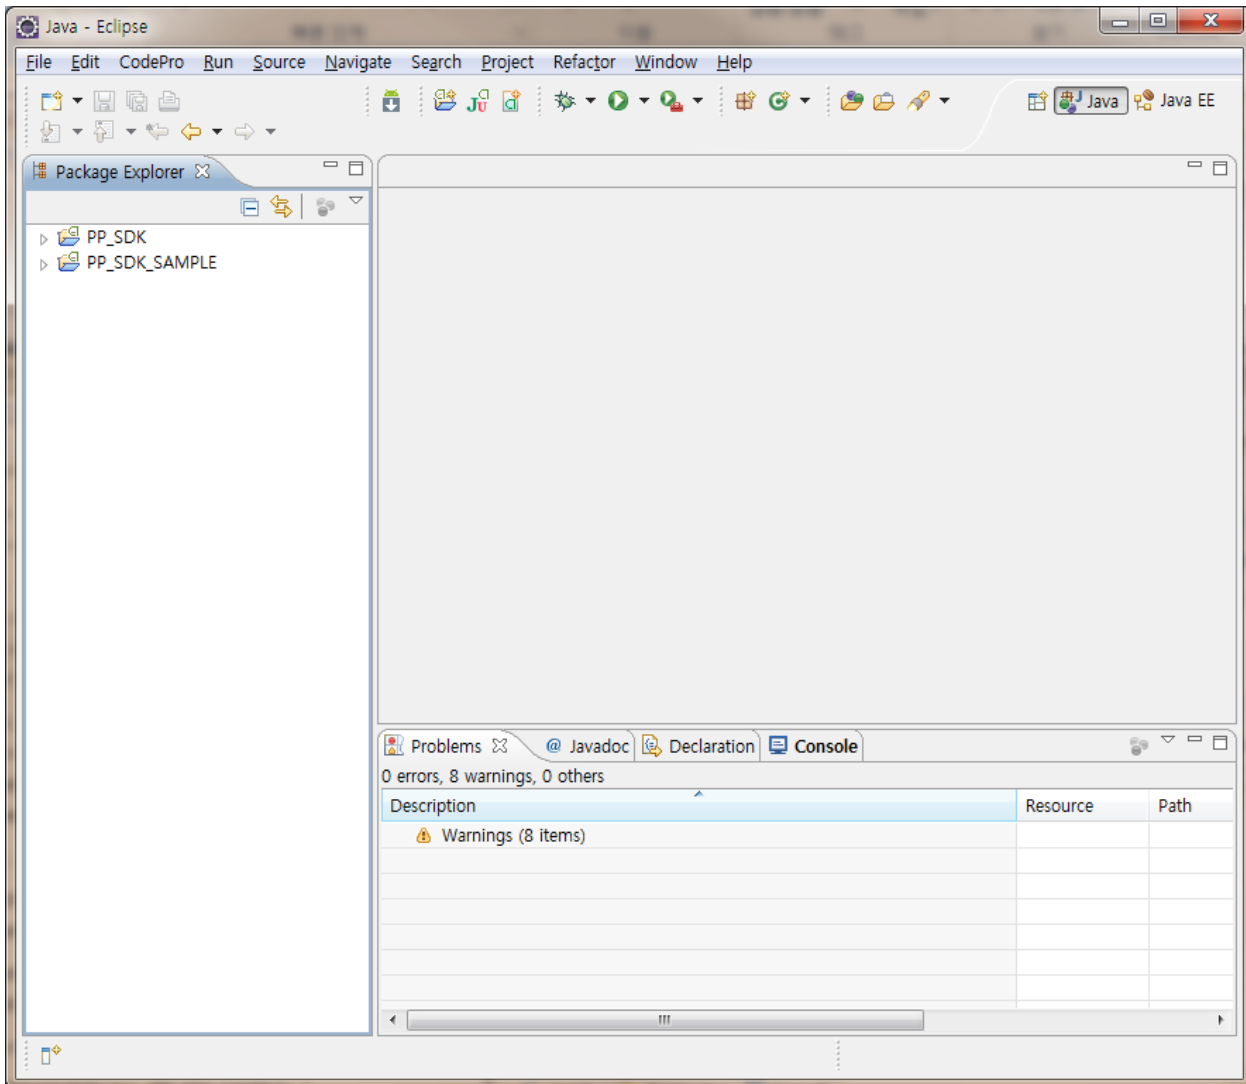 Java - Eclipse
File Edit CodePro Run Source Navigate Search Project Refactor Window Help
Java Java EE
Package Explorer
PP_SDK
PP_SDK_SAMPLE
Problems @ Javadoc Declaration Console
0 errors, 8 warnings, 0 others
Description Resource Path
Warnings (8 items)